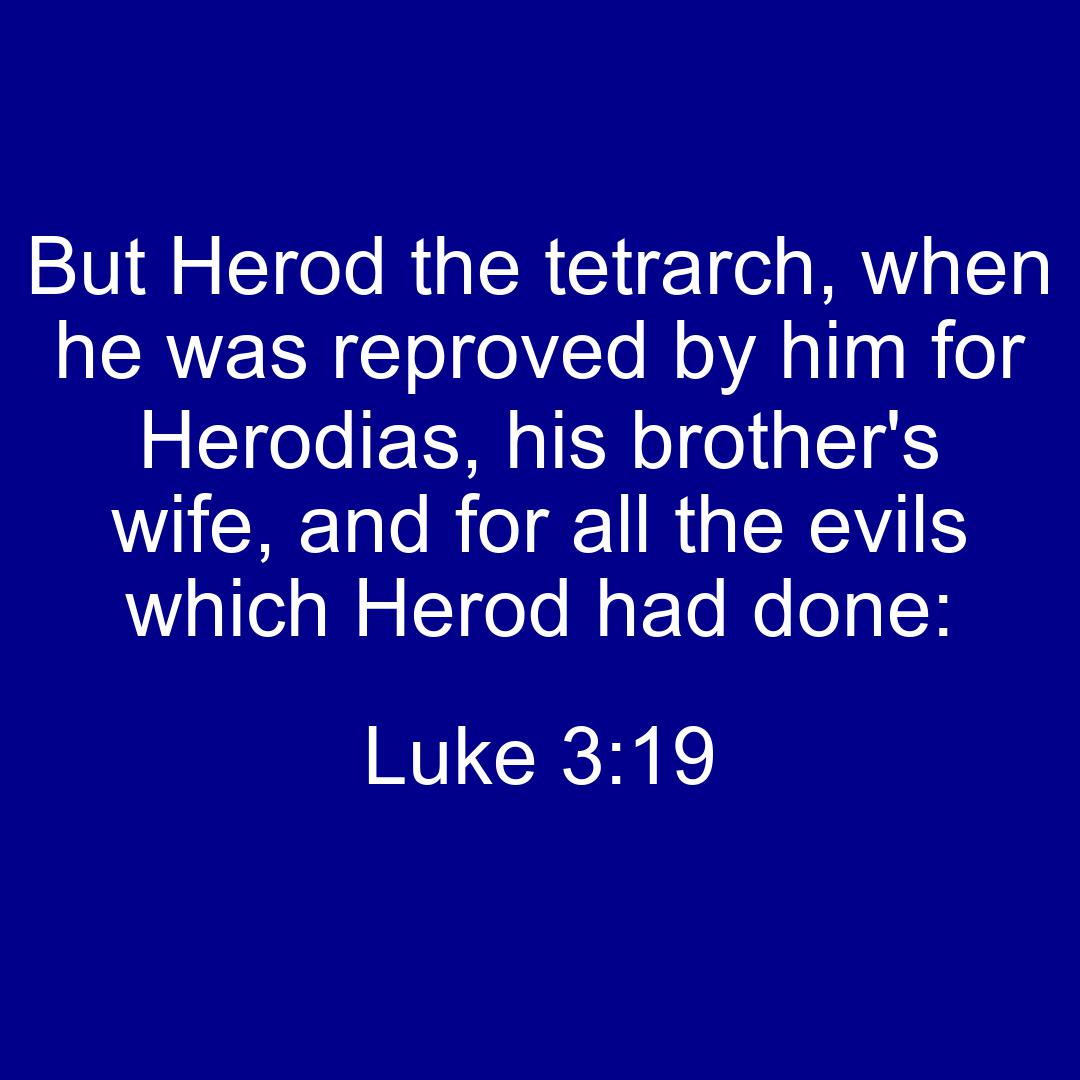 But Herod the tetrarch, when
he was reproved by him for
Herodias, his brother's
wife, and for all the evils
which Herod had done:
Luke 3:19